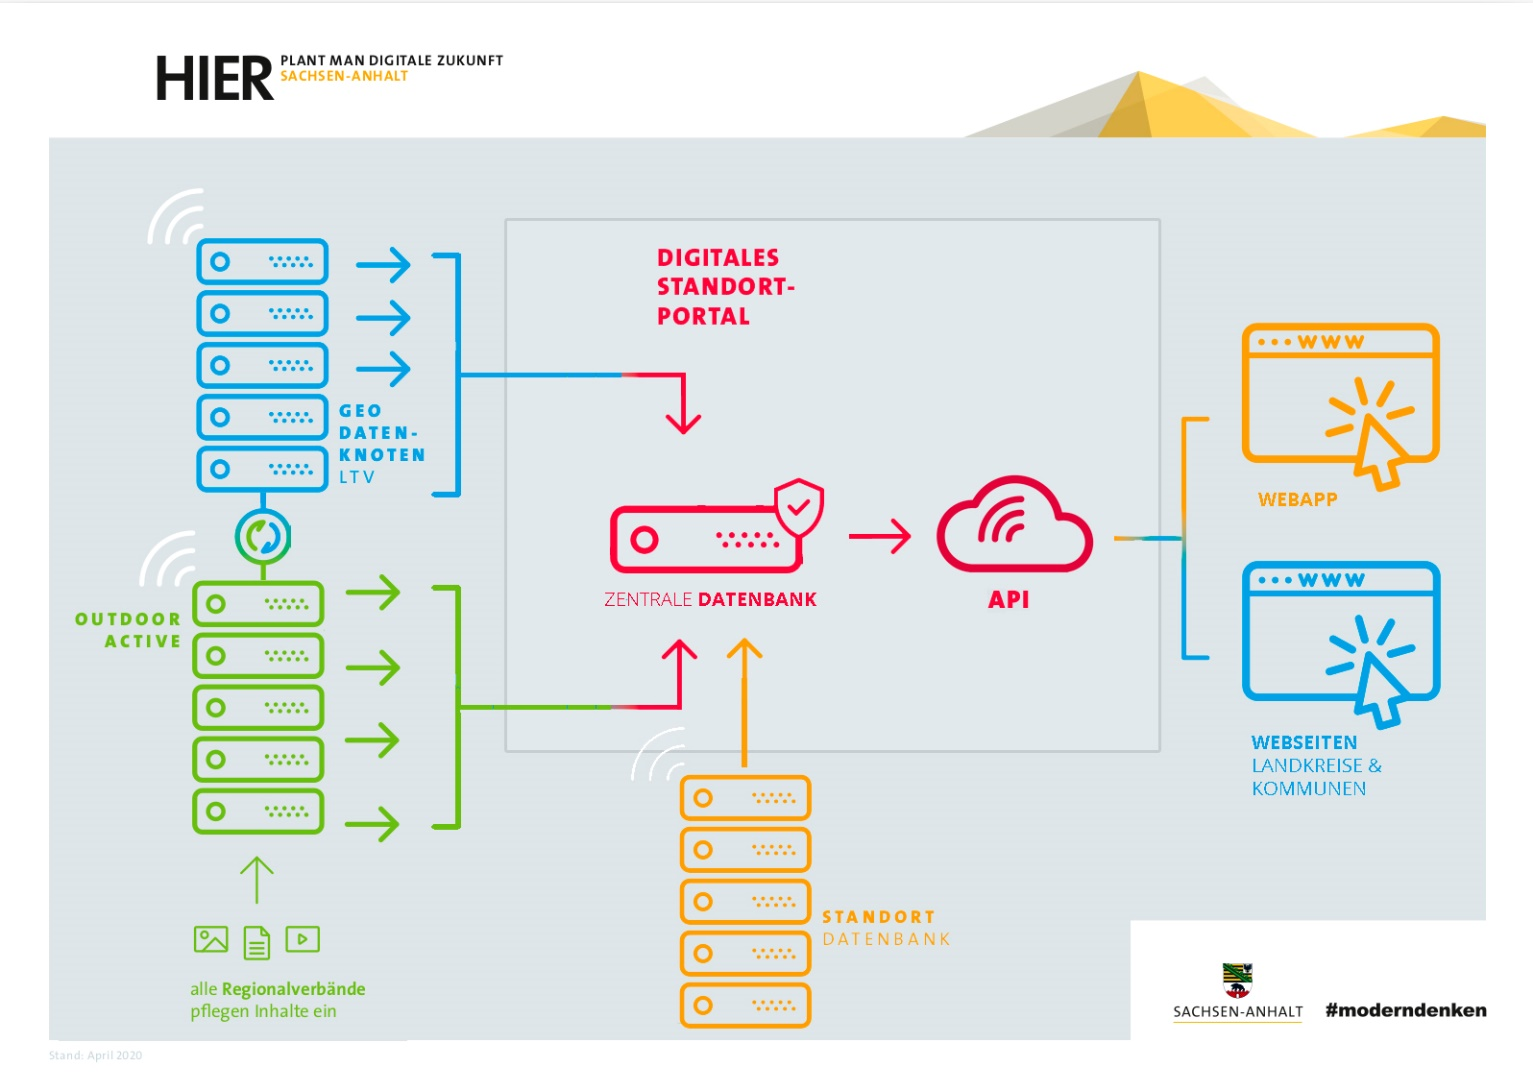 HIER PLANT MAN DIGITALE ZUKUNFT
SACHSEN-ANHALT
DIGITALES
STANDORT-
PORTAL
GEO
DATEN-
KNOTEN
LTV
OUTDOOR
ACTIVE
alle Regionalverbände
pflegen Inhalte ein
ZENTRALE DATENBANK
API
STANDORT
DATENBANK
WWW
WEBAPP
WWW
WEBSEITEN
LANDKREISE &
KOMMUNEN
SACHSEN-ANHALT
#moderndenken
Stand: April 2020